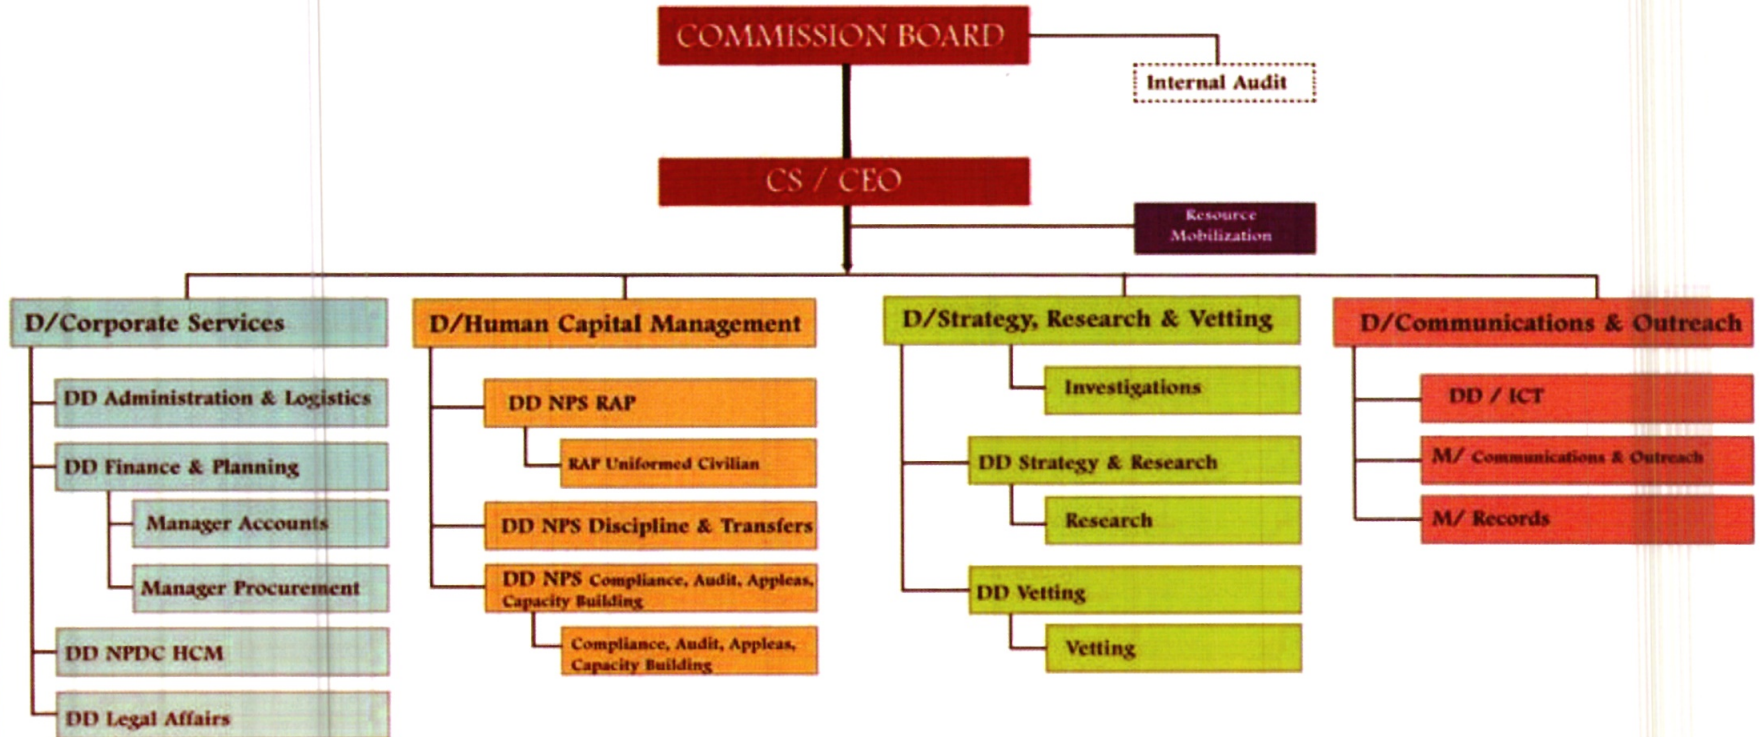 COMMISSION BOARD
Internal Audit
CS / CEO
Resource
Mobilization
D/Corporate Services
DD Administration & Logistics
DD Finance & Planning
Manager Accounts
Manager Procurement
DD NPDC HCM
DD Legal Affairs
D/Human Capital Management
DD NPS RAP
RAP Uniformed Civilian
DD NPS Discipline & Transfers
DD NPS Compliance, Audit, Appleas,
Capacity Building
Compliance, Audit, Appleas,
Capacity Building
D/Strategy, Research & Vetting
Investigations
DD Strategy & Research
Research
DD Vetting
Vetting
D/Communications & Outreach
DD / ICT
M/ Communications & Outreach
M/ Records